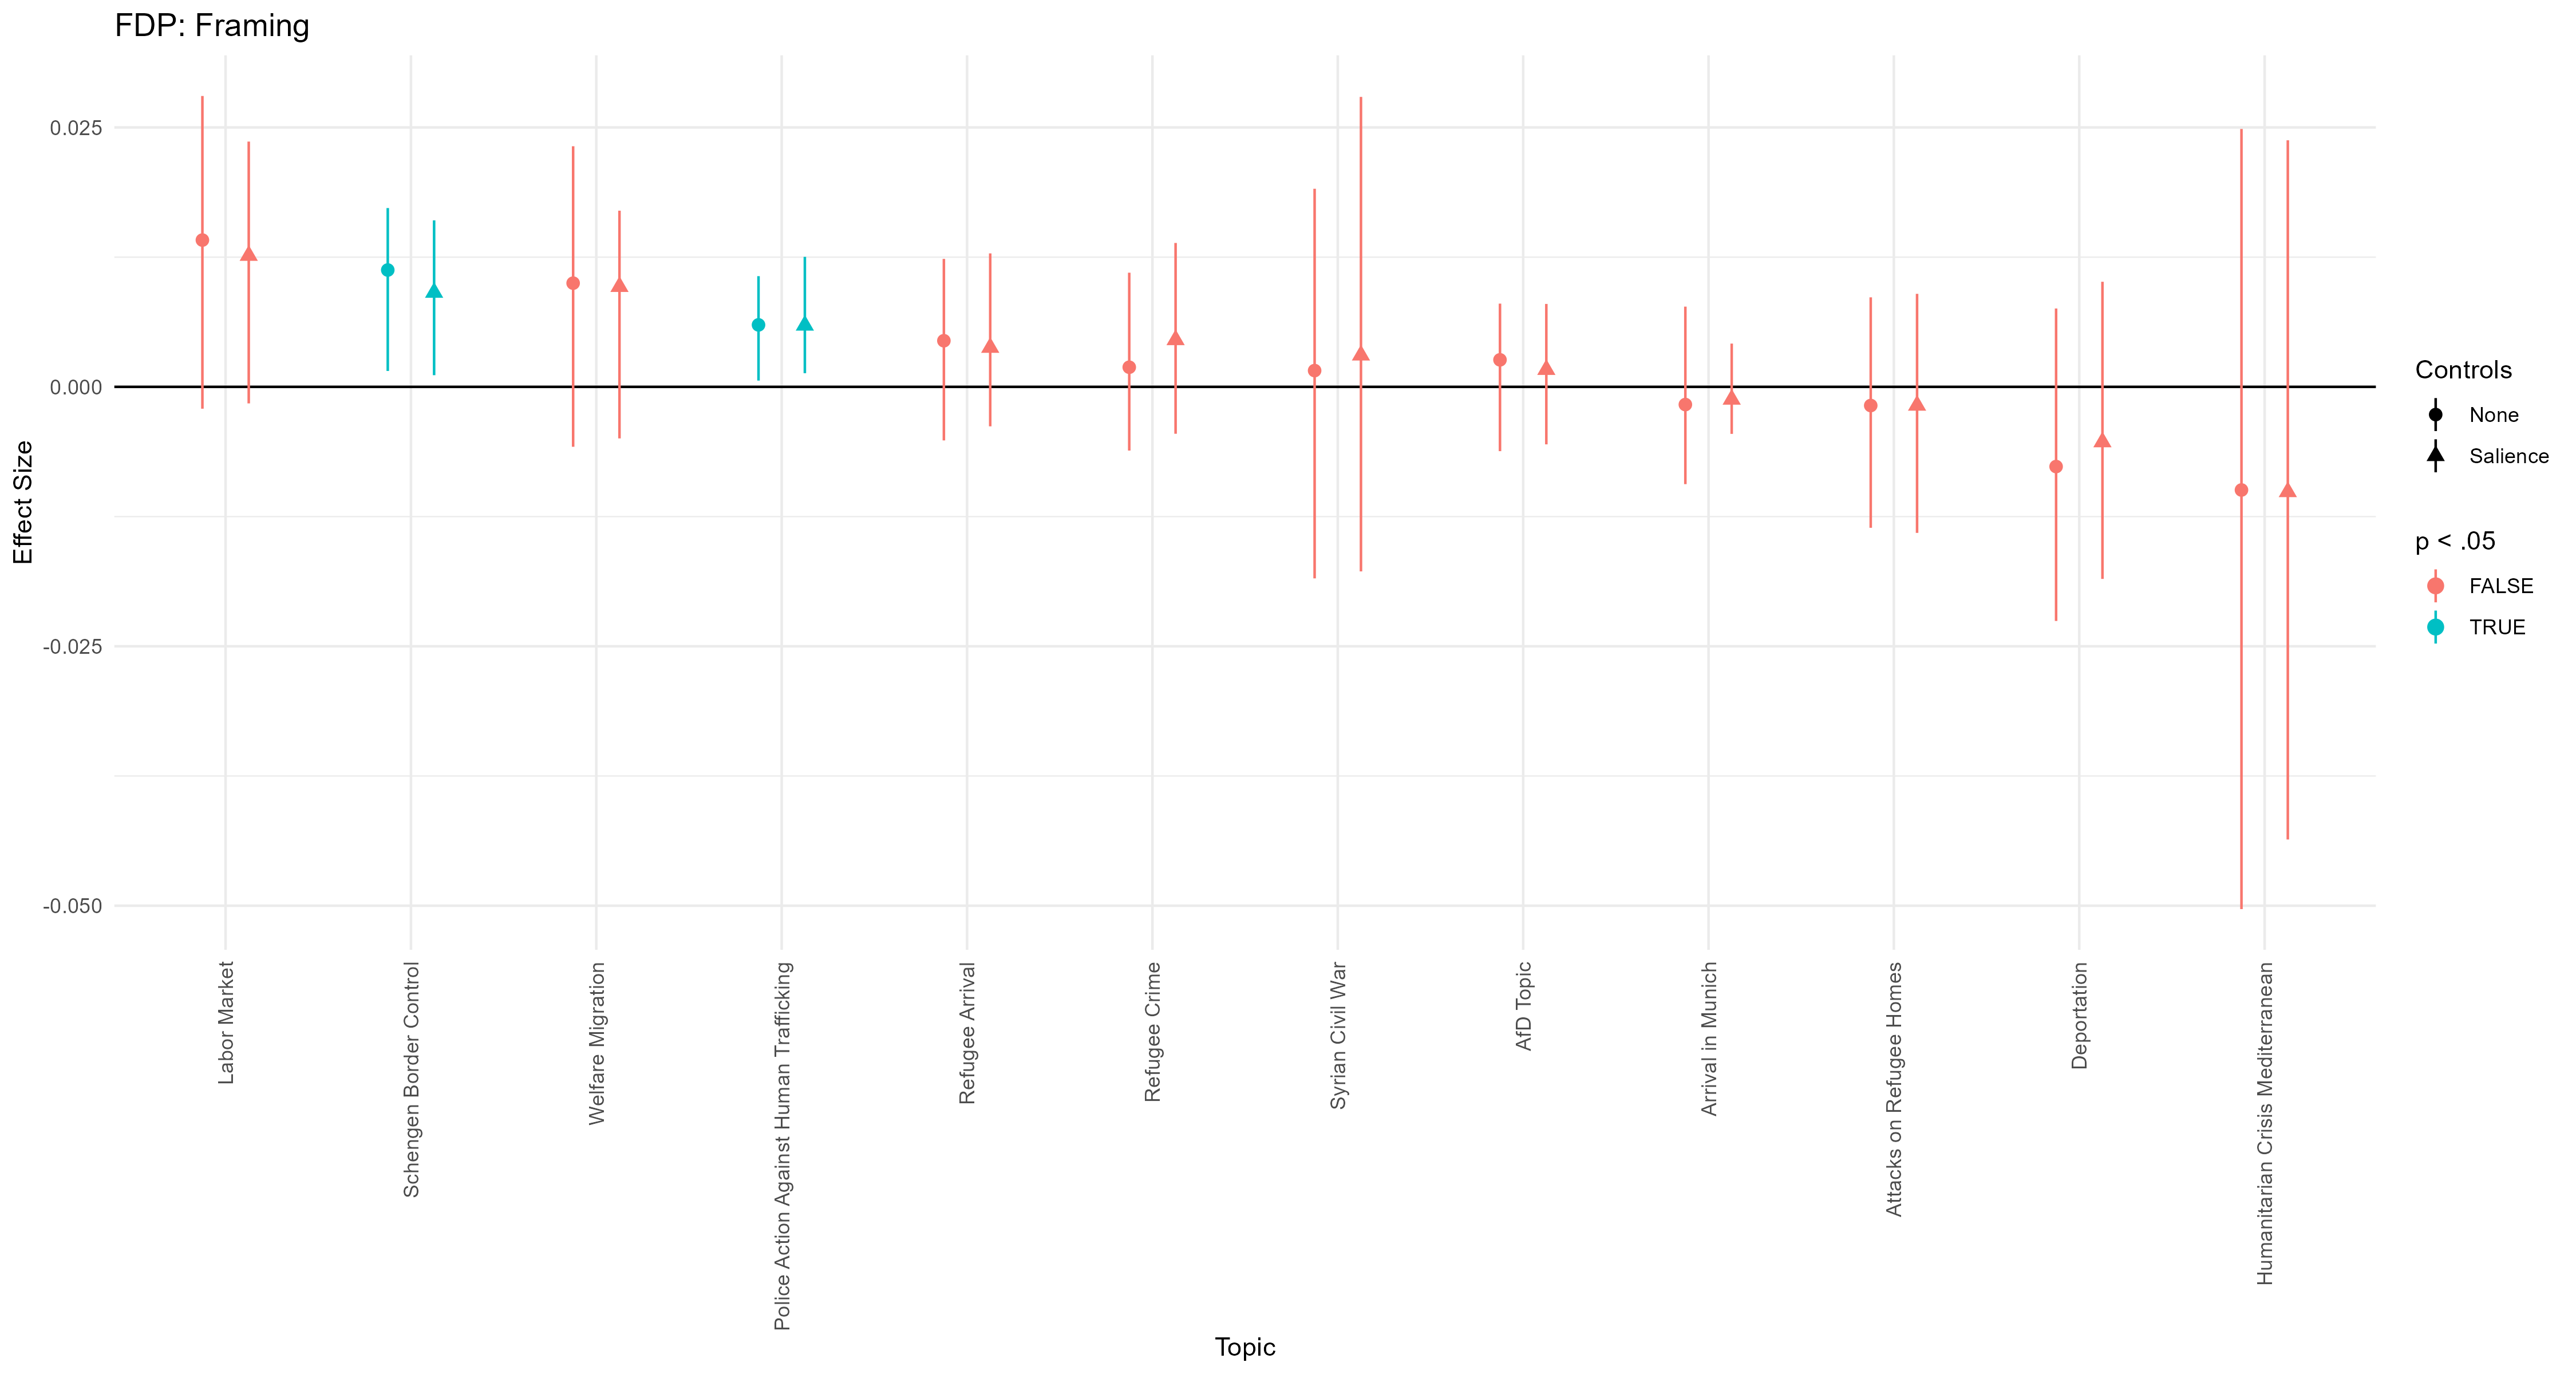 FDP: Framing
0.025
0.000
-0.025
-0.050
Effect Size
Labor Market
Schengen Border Control
Welfare Migration
Police Action Against Human Trafficking
Refugee Arrival
Refugee Crime
Syrian Civil War
AfD Topic
Arrival in Munich
Attacks on Refugee Homes
Deportation
Humanitarian Crisis Mediterranean
Topic
Controls
None
Salience
p < .05
FALSE
TRUE